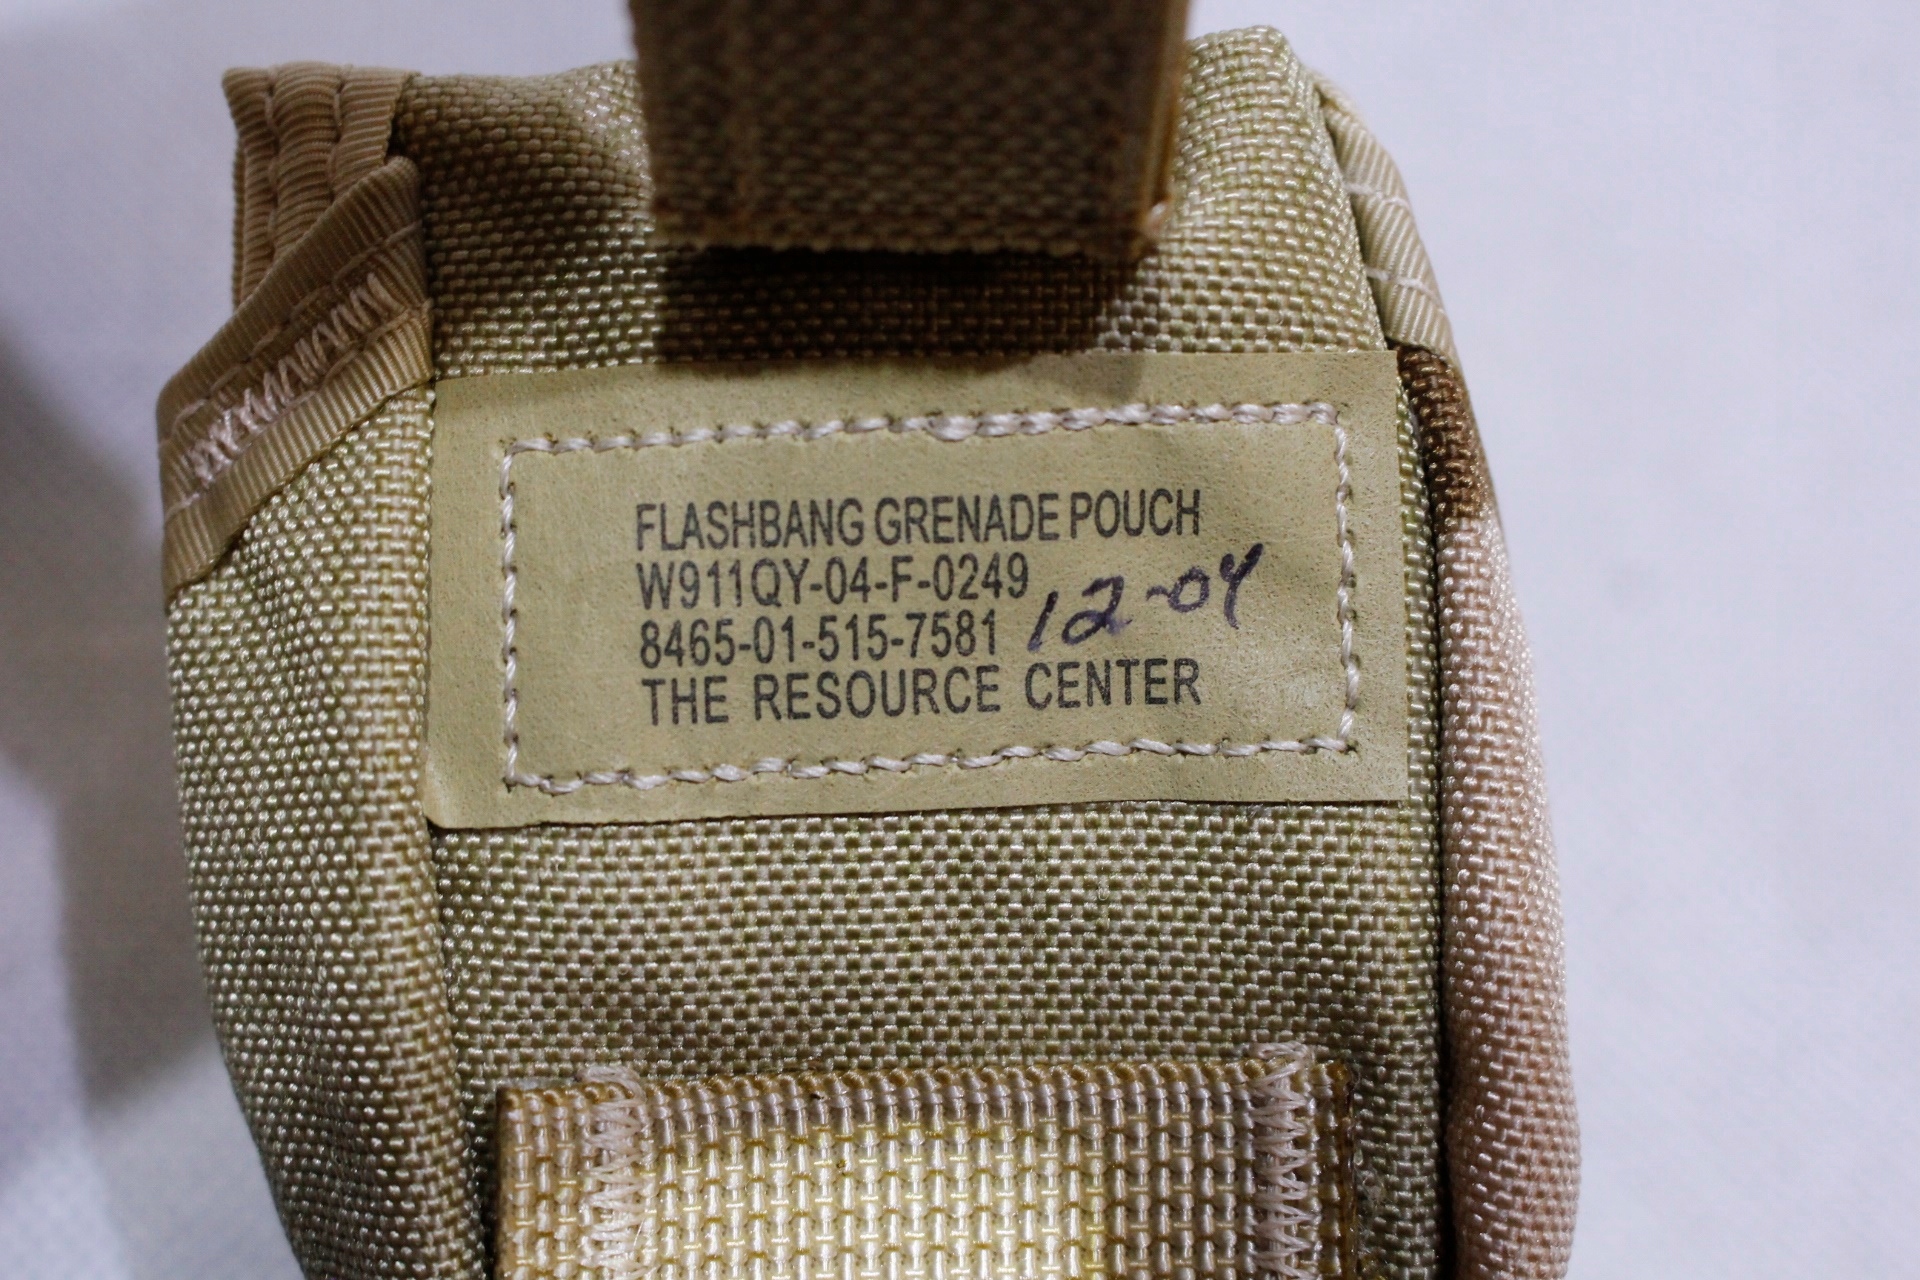 FLASHBANG GRENADE POUCH
W911QY-04-F-0249
8465-01-515-7581 12-04
THE RESOURCE CENTER